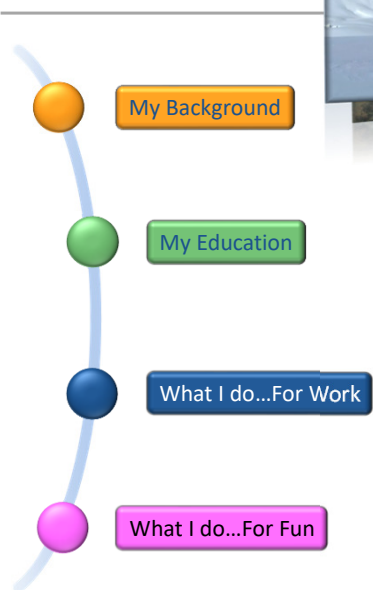 My Background
My Education
What I do...For Work
What I do...For Fun